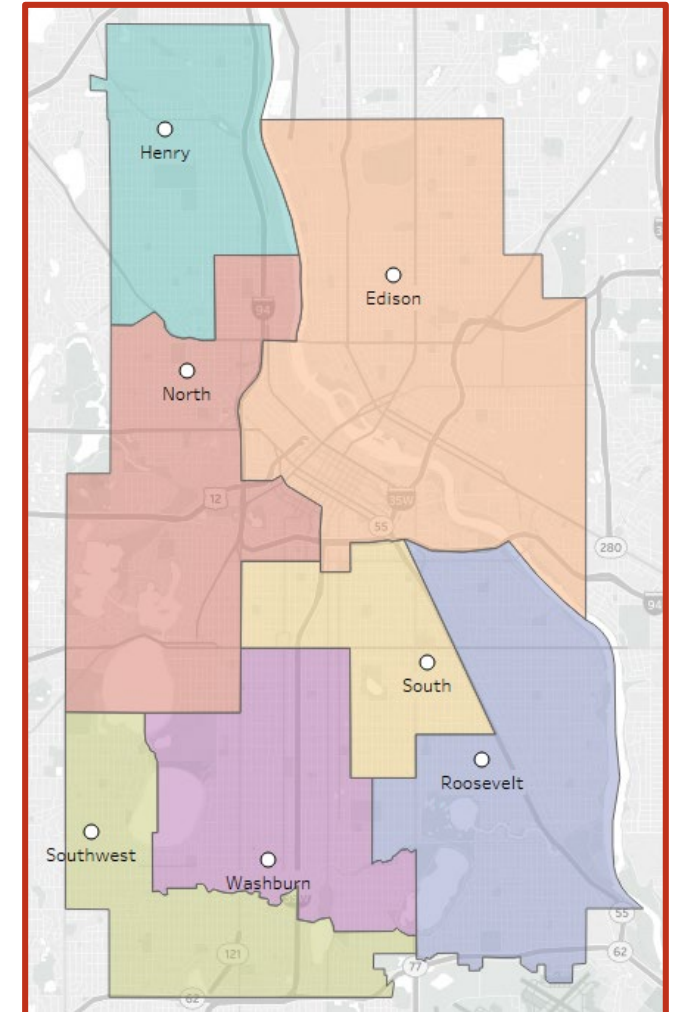 Henry
Edison
94
North
12
35W
55
280
94
South
Roosevelt
Southwest
Washburn
55
121
77
62
62